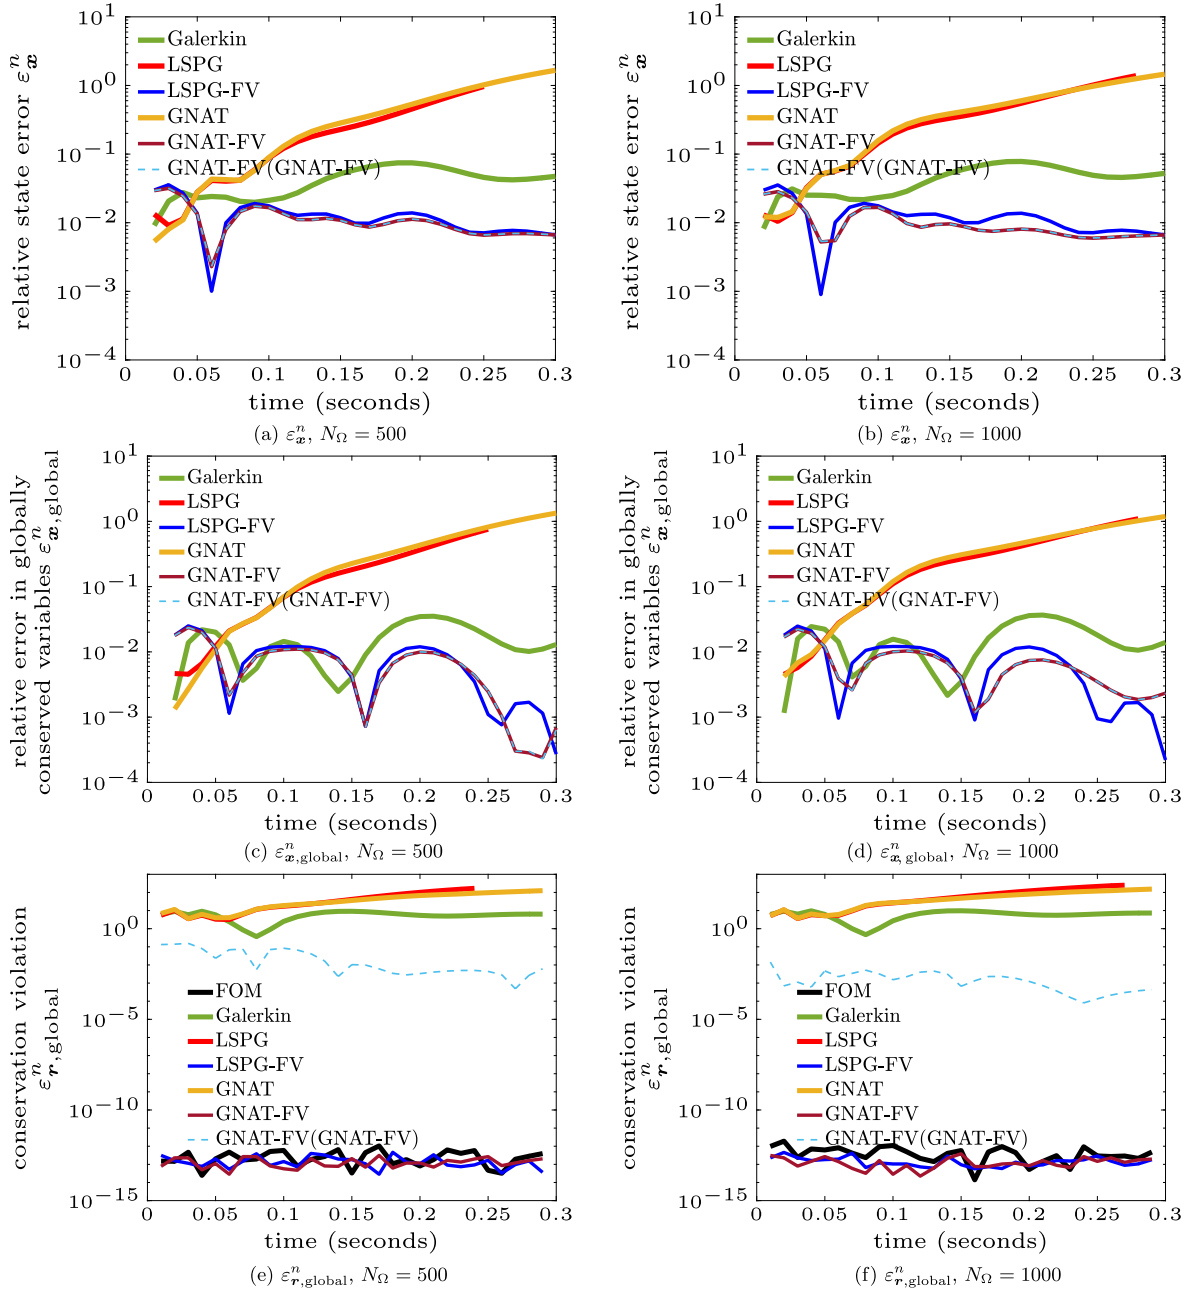 10^1
10^0
10^-1
10^-2
10^-3
10^-4
relative state error ε_x^n
Galerkin
LSPG
LSPG-FV
GNAT
GNAT-FV
GNAT-FV(GNAT-FV)
0 0.05 0.1 0.15 0.2 0.25 0.3
time (seconds)
(a) ε_x^n, N_Ω = 500
10^1
10^0
10^-1
10^-2
10^-3
10^-4
relative state error ε_x^n
Galerkin
LSPG
LSPG-FV
GNAT
GNAT-FV
GNAT-FV(GNAT-FV)
0 0.05 0.1 0.15 0.2 0.25 0.3
time (seconds)
(b) ε_x^n, N_Ω = 1000
10^1
10^0
10^-1
10^-2
10^-3
10^-4
relative error in globally
conserved variables ε_x,global^n
Galerkin
LSPG
LSPG-FV
GNAT
GNAT-FV
GNAT-FV(GNAT-FV)
0 0.05 0.1 0.15 0.2 0.25 0.3
time (seconds)
(c) ε_x,global^n, N_Ω = 500
10^1
10^0
10^-1
10^-2
10^-3
10^-4
relative error in globally
conserved variables ε_x,global^n
Galerkin
LSPG
LSPG-FV
GNAT
GNAT-FV
GNAT-FV(GNAT-FV)
0 0.05 0.1 0.15 0.2 0.25 0.3
time (seconds)
(d) ε_x,global^n, N_Ω = 1000
10^0
10^-5
10^-10
10^-15
conservation violation
ε_r,global^n
FOM
Galerkin
LSPG
LSPG-FV
GNAT
GNAT-FV
GNAT-FV(GNAT-FV)
0 0.05 0.1 0.15 0.2 0.25 0.3
time (seconds)
(e) ε_r,global^n, N_Ω = 500
10^0
10^-5
10^-10
10^-15
conservation violation
ε_r,global^n
FOM
Galerkin
LSPG
LSPG-FV
GNAT
GNAT-FV
GNAT-FV(GNAT-FV)
0 0.05 0.1 0.15 0.2 0.25 0.3
time (seconds)
(f) ε_r,global^n, N_Ω = 1000